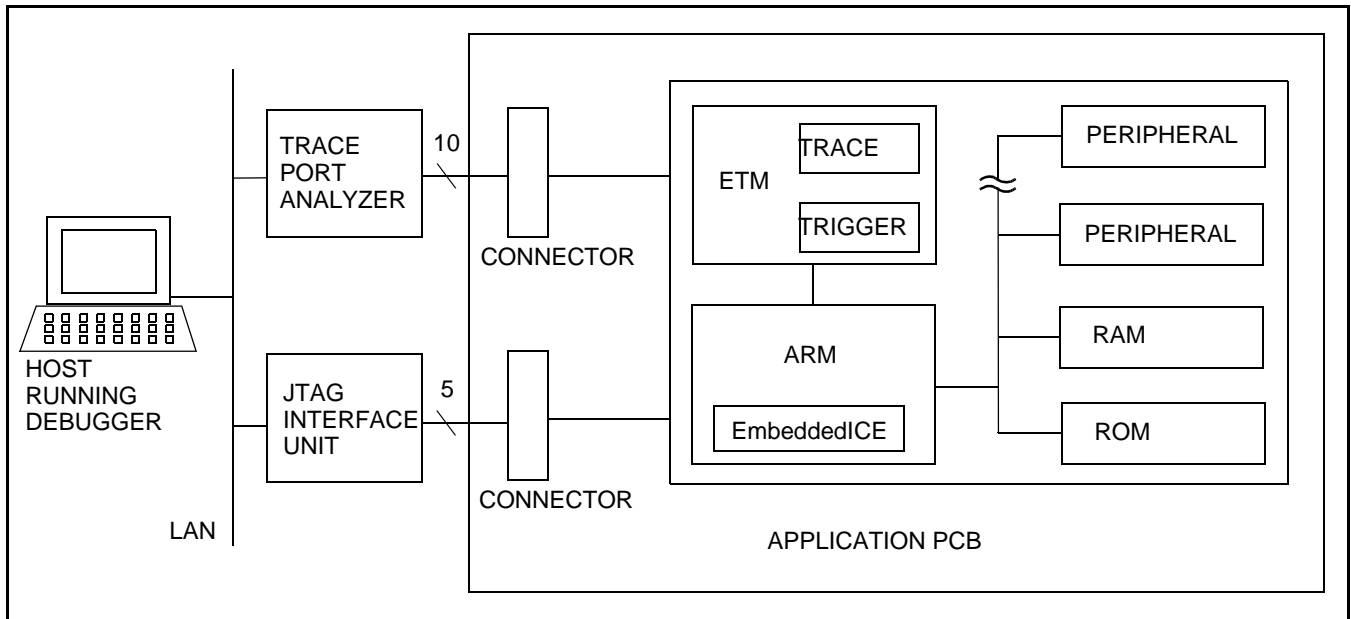 HOST
RUNNING
DEBUGGER
LAN
TRACE
PORT
ANALYZER
10
CONNECTOR
JTAG
INTERFACE
UNIT
5
CONNECTOR
ETM
TRACE
TRIGGER
ARM
EmbeddedICE
PERIPHERAL
PERIPHERAL
RAM
ROM
APPLICATION PCB